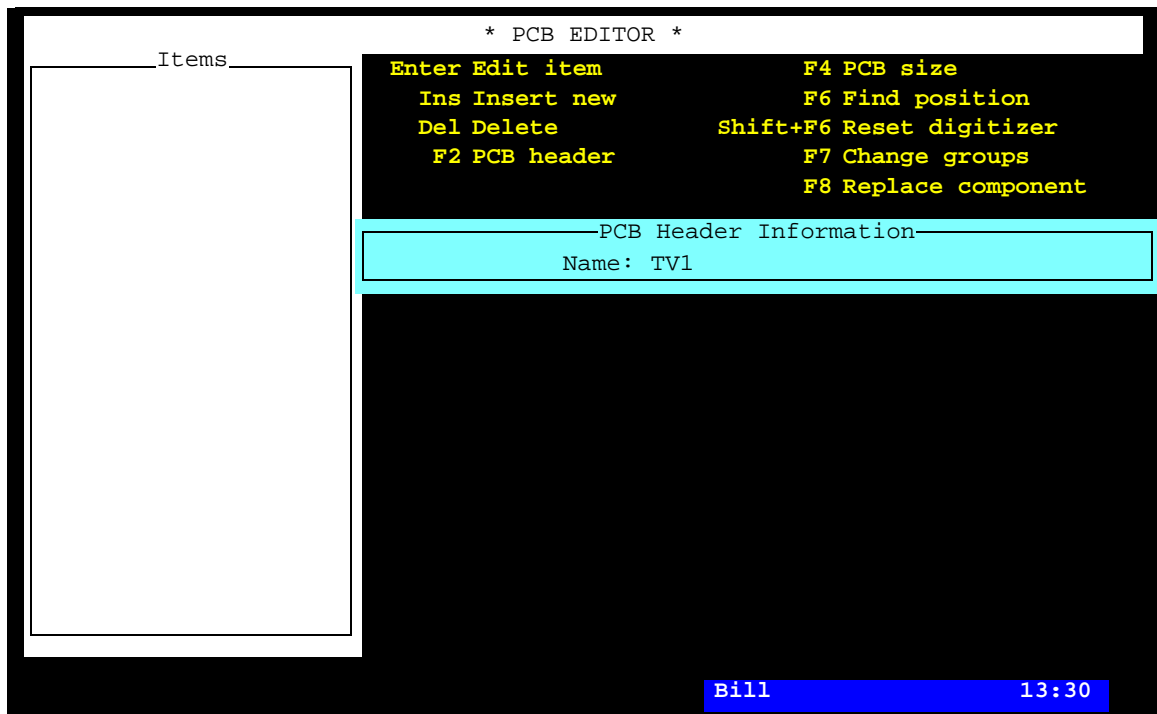 * PCB EDITOR *
Items
Enter Edit item F4 PCB size
Ins Insert new F6 Find position
Del Delete Shift+F6 Reset digitizer
F2 PCB header F7 Change groups
F8 Replace component
PCB Header Information
Name: TV1
Bill 13:30